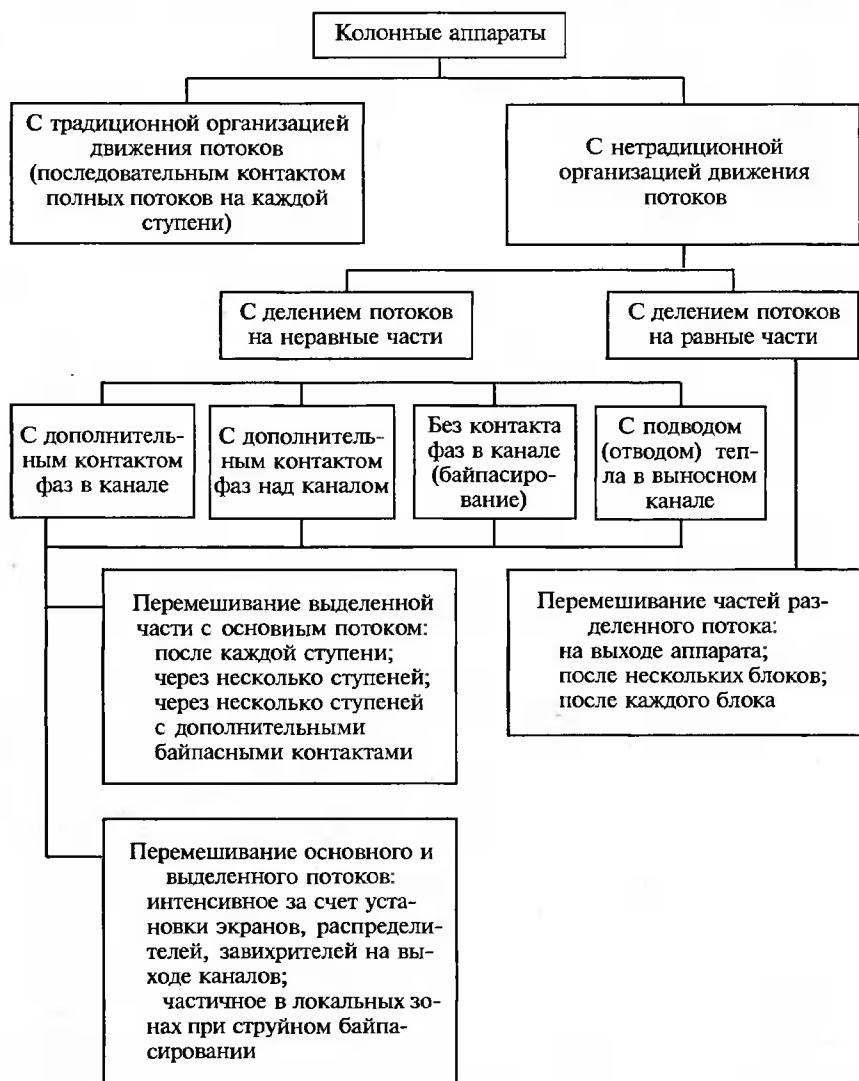 Колонные аппараты
С традиционной организацией
движения потоков
(последовательным контактом
полных потоков на каждой
ступени)
С нетрадиционной
организацией движения
потоков
С делением потоков
на неравные части
С делением потоков
на равные части
С дополнитель-
ным контактом
фаз в канале
С дополнитель-
ным контактом
фаз над каналом
Без контакта
фаз в канале
(байпасиро-
вание)
С подводом
(отводом) теп-
ла в выносном
канале
Перемешивание выделенной
части с основным потоком:
после каждой ступени;
через несколько ступеней;
через несколько ступеней
с дополнительными
байпасными контактами
Перемешивание частей раз-
деленного потока:
на выходе аппарата;
после нескольких блоков;
после каждого блока
Перемешивание основного и
выделенного потоков:
интенсивное за счет уста-
новки экранов, распредели-
телей, завихрителей на вы-
ходе каналов;
частичное в локальных зо-
нах при струйном байпа-
сировании